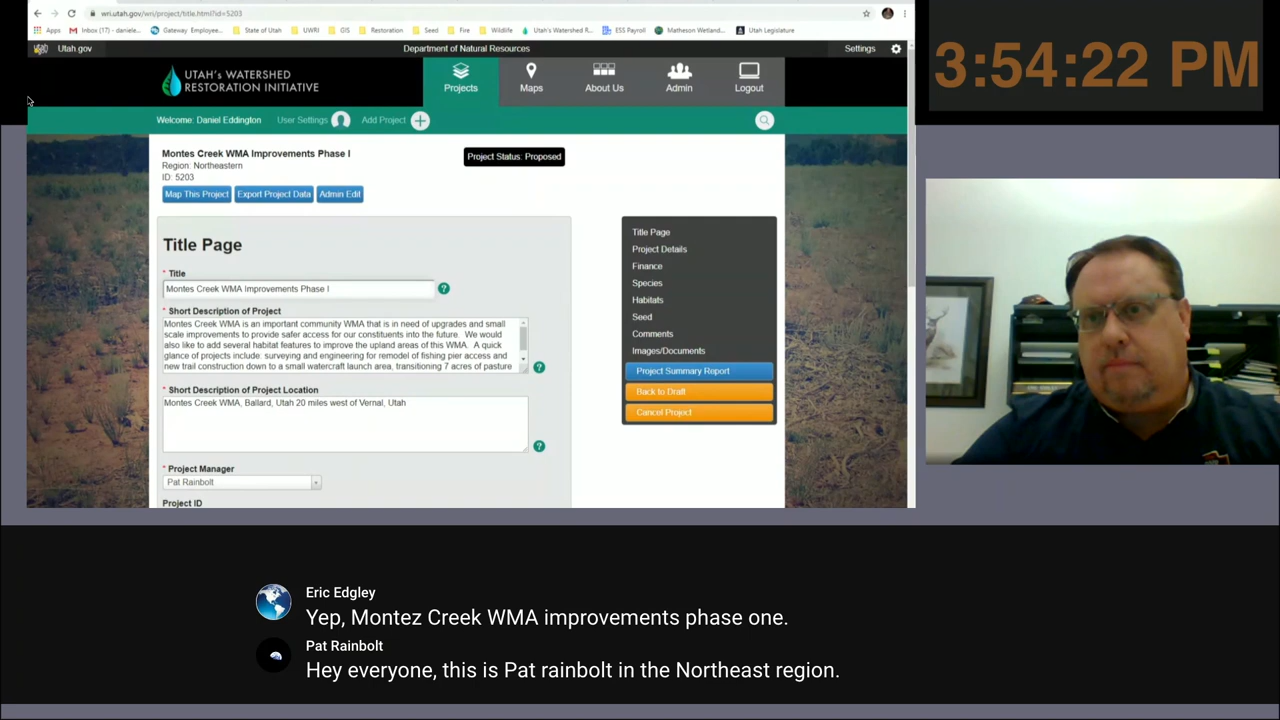 wri.utah.gov/wri/project/title.html?id=5203
Apps
Inbox (17) - daniele...
Gateway Employee...
State of Utah
UWRI
GIS
Restoration
Seed
Fire
Wildlife
Utah's Watershed R...
ESS Payroll
Matheson Wetland...
Utah Legislature
Utah.gov
Department of Natural Resources
Settings
3:54:22 PM
UTAH's WATERSHED
RESTORATION INITIATIVE
Projects
Maps
About Us
Admin
Logout
Welcome: Daniel Eddington
User Settings
Add Project
Montes Creek WMA Improvements Phase I
Region: Northeastern
ID: 5203
Project Status: Proposed
Map This Project
Export Project Data
Admin Edit
Title Page
* Title
Montes Creek WMA Improvements Phase I
* Short Description of Project
Montes Creek WMA is an important community WMA that is in need of upgrades and small
scale improvements to provide safer access for our constituents into the future. We would
also like to add several habitat features to improve the upland areas of this WMA. A quick
glance of projects include: surveying and engineering for remodel of fishing pier access and
new trail construction down to a small watercraft launch area, transitioning 7 acres of pasture
* Short Description of Project Location
Montes Creek WMA, Ballard, Utah 20 miles west of Vernal, Utah
* Project Manager
Pat Rainbolt
Project ID
Title Page
Project Details
Finance
Species
Habitats
Seed
Comments
Images/Documents
Project Summary Report
Back to Draft
Cancel Project
Eric Edgley
Yep, Montez Creek WMA improvements phase one.
Pat Rainbolt
Hey everyone, this is Pat rainbolt in the Northeast region.